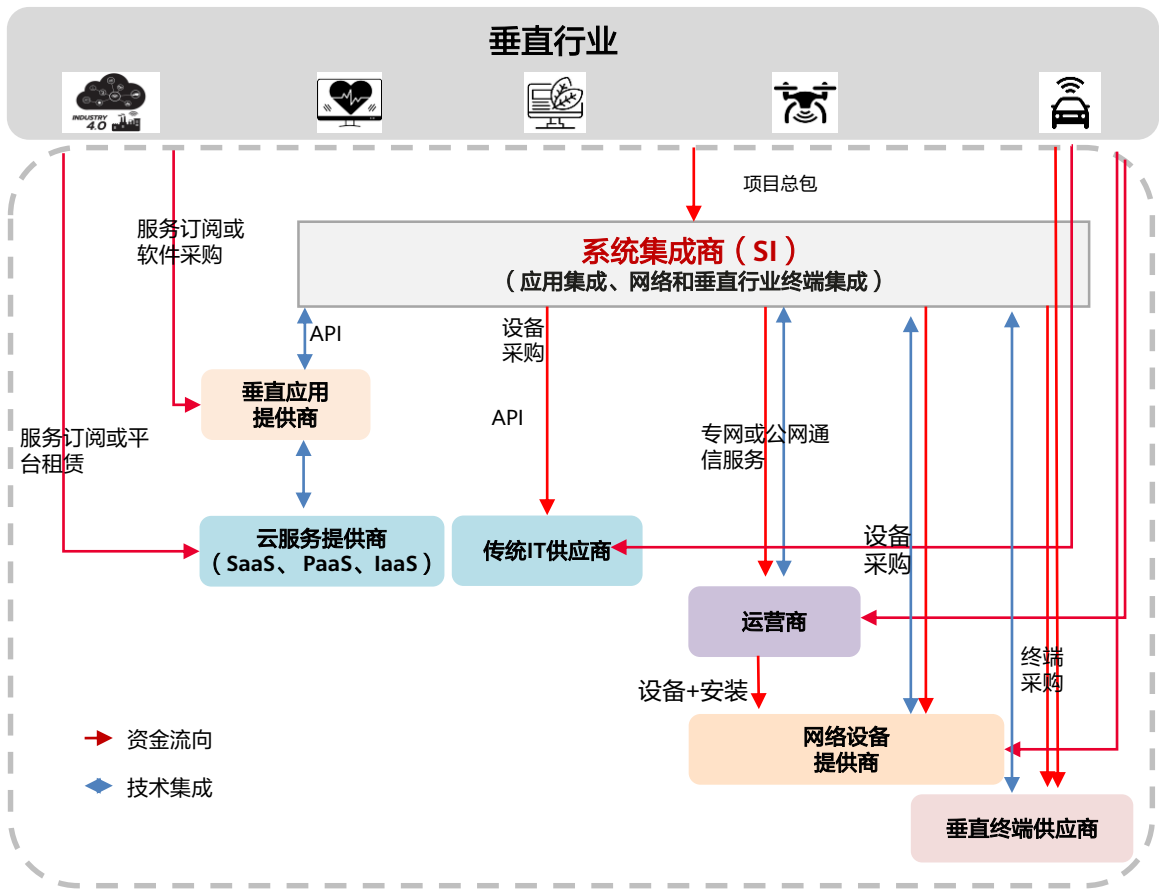 垂直行业
INDUSTRY
4.0
项目总包
服务订阅或
软件采购
系统集成商（SI）
（应用集成、网络和垂直行业终端集成）
API
设备
采购
垂直应用
提供商
API
服务订阅或平
台租赁
专网或公网通
信服务
云服务提供商
（SaaS、 PaaS、IaaS）
传统IT供应商
设备
采购
运营商
终端
采购
设备+安装
网络设备
提供商
资金流向
技术集成
垂直终端供应商